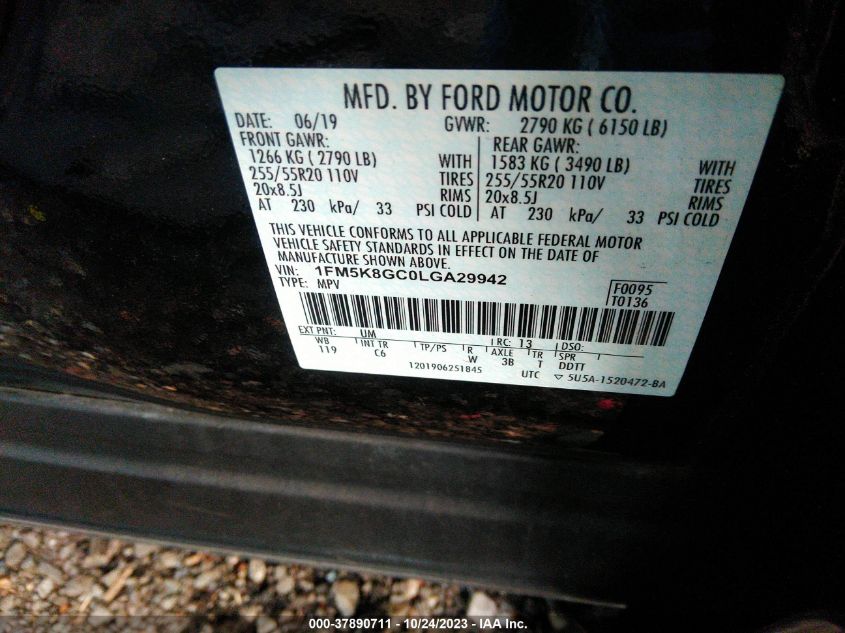 MFD. BY FORD MOTOR CO.
DATE: 06/19 GVWR: 2790 KG ( 6150 LB)
FRONT GAWR: REAR GAWR:
1266 KG ( 2790 LB) WITH 1583 KG ( 3490 LB) WITH
255/55R20 110V TIRES 255/55R20 110V TIRES
20x8.5J RIMS 20x8.5J RIMS
AT 230 kPa/ 33 PSI COLD AT 230 kPa/ 33 PSI COLD
THIS VEHICLE CONFORMS TO ALL APPLICABLE FEDERAL MOTOR
VEHICLE SAFETY STANDARDS IN EFFECT ON THE DATE OF
MANUFACTURE SHOWN ABOVE.
VIN: 1FM5K8GC0LGA29942
TYPE: MPV
F0095
T0136
EXT PNT: UM RC: 13 DSO:
WB INT TR TP/PS R AXLE TR SPR
119 C6 W 3B T DDTT
1201906251845 UTC ▽ 5U5A-1520472-BA
000-37890711 - 10/24/2023 - IAA Inc.